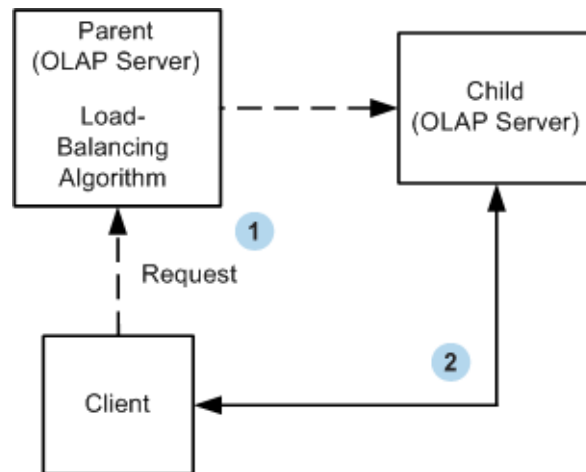 Parent
(OLAP Server)
Load-
Balancing
Algorithm
Child
(OLAP Server)
1
Request
2
Client